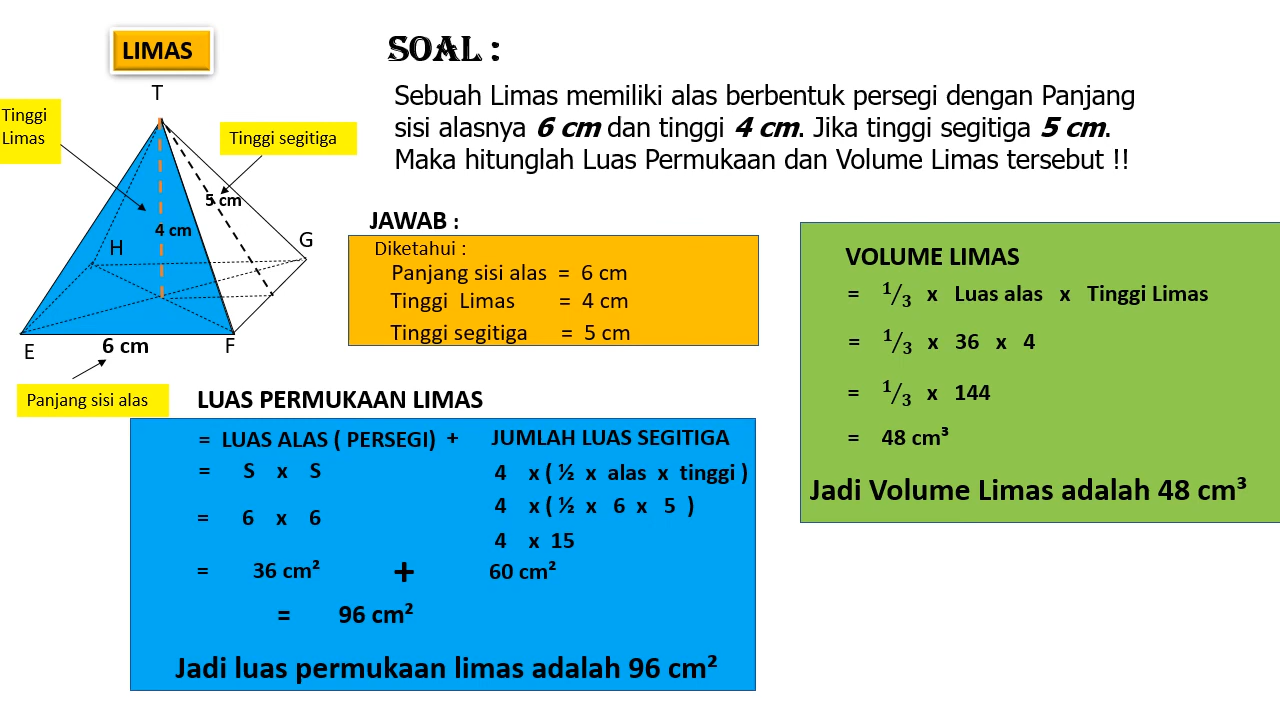 LIMAS
T
Tinggi
Limas
Tinggi segitiga
5 cm
4 cm
H
G
E
6 cm
F
Panjang sisi alas
SOAL :
Sebuah Limas memiliki alas berbentuk persegi dengan Panjang
sisi alasnya 6 cm dan tinggi 4 cm. Jika tinggi segitiga 5 cm.
Maka hitunglah Luas Permukaan dan Volume Limas tersebut !!
JAWAB :
Diketahui :
Panjang sisi alas = 6 cm
Tinggi Limas = 4 cm
Tinggi segitiga = 5 cm
LUAS PERMUKAAN LIMAS
= LUAS ALAS ( PERSEGI) + JUMLAH LUAS SEGITIGA
= S x S 4 x ( ½ x alas x tinggi )
= 6 x 6 4 x ( ½ x 6 x 5 )
4 x 15
= 36 cm² + 60 cm²
= 96 cm²
Jadi luas permukaan limas adalah 96 cm²
VOLUME LIMAS
= 1/3 x Luas alas x Tinggi Limas
= 1/3 x 36 x 4
= 1/3 x 144
= 48 cm³
Jadi Volume Limas adalah 48 cm³